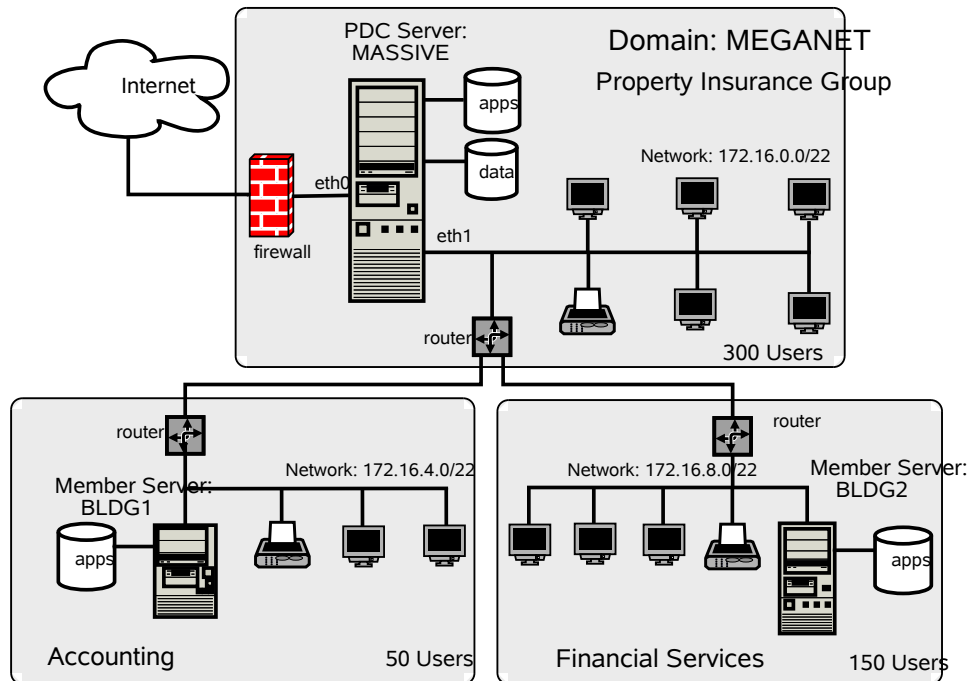 PDC Server:
MASSIVE
Domain: MEGANET
Property Insurance Group
Internet
apps
data
Network: 172.16.0.0/22
eth0
eth1
firewall
router
300 Users
router
Network: 172.16.4.0/22
Member Server:
BLDG1
apps
Accounting
50 Users
router
Network: 172.16.8.0/22
Member Server:
BLDG2
apps
Financial Services
150 Users